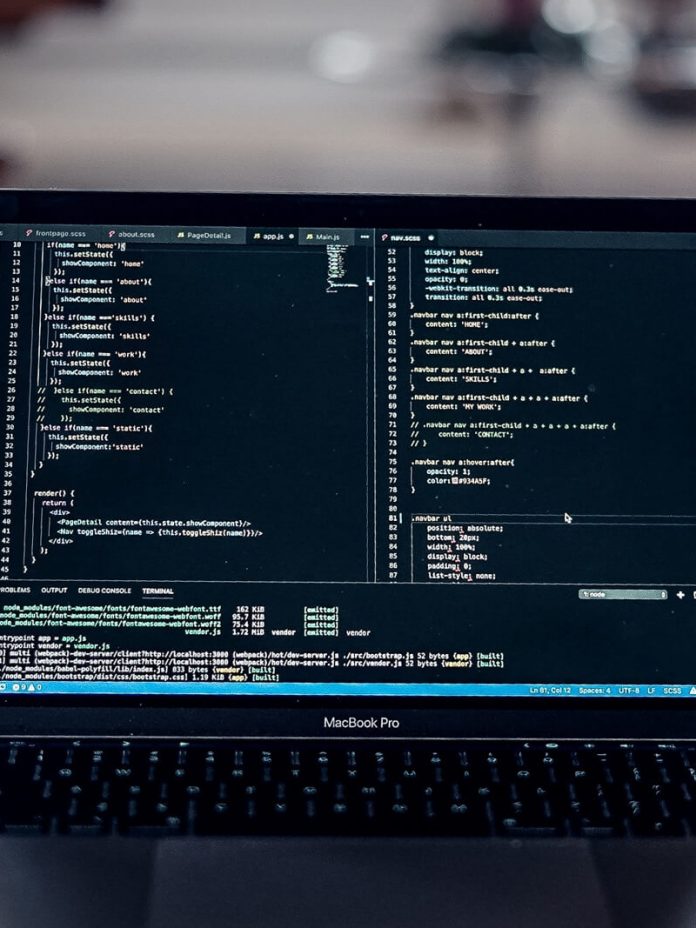 frontpage.scss about.scss PageDetail.js app.js Main.js
10 if(name === 'home'){
11 this.setState({
12 showComponent: 'home'
13 });
14 }else if(name === 'about'){
15 this.setState({
16 showComponent: 'about'
17 });
18 }else if(name ==='skills') {
19 this.setState({
20 showComponent: 'skills'
21 });
22 }else if(name === 'work'){
23 this.setState({
24 showComponent: 'work'
25 });
26 // }else if(name === 'contact') {
27 // this.setState({
28 // showComponent: 'contact'
29 // });
30 }else if(name === 'static'){
31 this.setState({
32 showComponent:'static'
33 });
34 }
35 }
36
37 render() {
38 return (
39 <div>
40 <PageDetail content={this.state.showComponent}/>
41 <Nav toggleShiz={name => {this.toggleShiz(name)}}/>
42 </div>
43 );
44 }
45 }
nav.scss
52 display: block;
53 width: 100%;
54 text-align: center;
55 opacity: 0;
56 -webkit-transition: all 0.3s ease-out;
57 transition: all 0.3s ease-out;
58 }
59 .navbar nav a:first-child:after {
60 content: 'HOME';
61 }
62 .navbar nav a:first-child + a:after {
63 content: 'ABOUT';
64 }
65 .navbar nav a:first-child + a + a:after {
66 content: 'SKILLS';
67 }
68 .navbar nav a:first-child + a + a + a:after {
69 content: 'MY WORK';
70 }
71 // .navbar nav a:first-child + a + a + a + a:after {
72 // content: 'CONTACT';
73 // }
74
75 .navbar nav a:hover:after{
76 opacity: 1;
77 color: #934A5F;
78 }
79
80
81 .navbar ul
82 position: absolute;
83 bottom: 20px;
84 width: 100%;
85 display: block;
86 padding: 0;
87 list-style: none;
PROBLEMS OUTPUT DEBUG CONSOLE TERMINAL 1: node
node_modules/font-awesome/fonts/fontawesome-webfont.ttf 162 KiB [emitted]
node_modules/font-awesome/fonts/fontawesome-webfont.woff 95.7 KiB [emitted]
node_modules/font-awesome/fonts/fontawesome-webfont.woff2 75.4 KiB [emitted]
vendor.js 1.72 MiB vendor [emitted] vendor
ntrypoint app = app.js
ntrypoint vendor = vendor.js
0] multi (webpack)-dev-server/client?http://localhost:3000 (webpack)/hot/dev-server.js ./src/bootstrap.js 52 bytes {app} [built]
1] multi (webpack)-dev-server/client?http://localhost:3000 (webpack)/hot/dev-server.js ./src/vendor.js 52 bytes {vendor} [built]
./node_modules/babel-polyfill/lib/index.js] 833 bytes {vendor} [built]
./node_modules/bootstrap/dist/css/bootstrap.css] 1.19 KiB {app} [built]
9 0 Ln 81, Col 12 Spaces: 4 UTF-8 LF SCSS
MacBook Pro